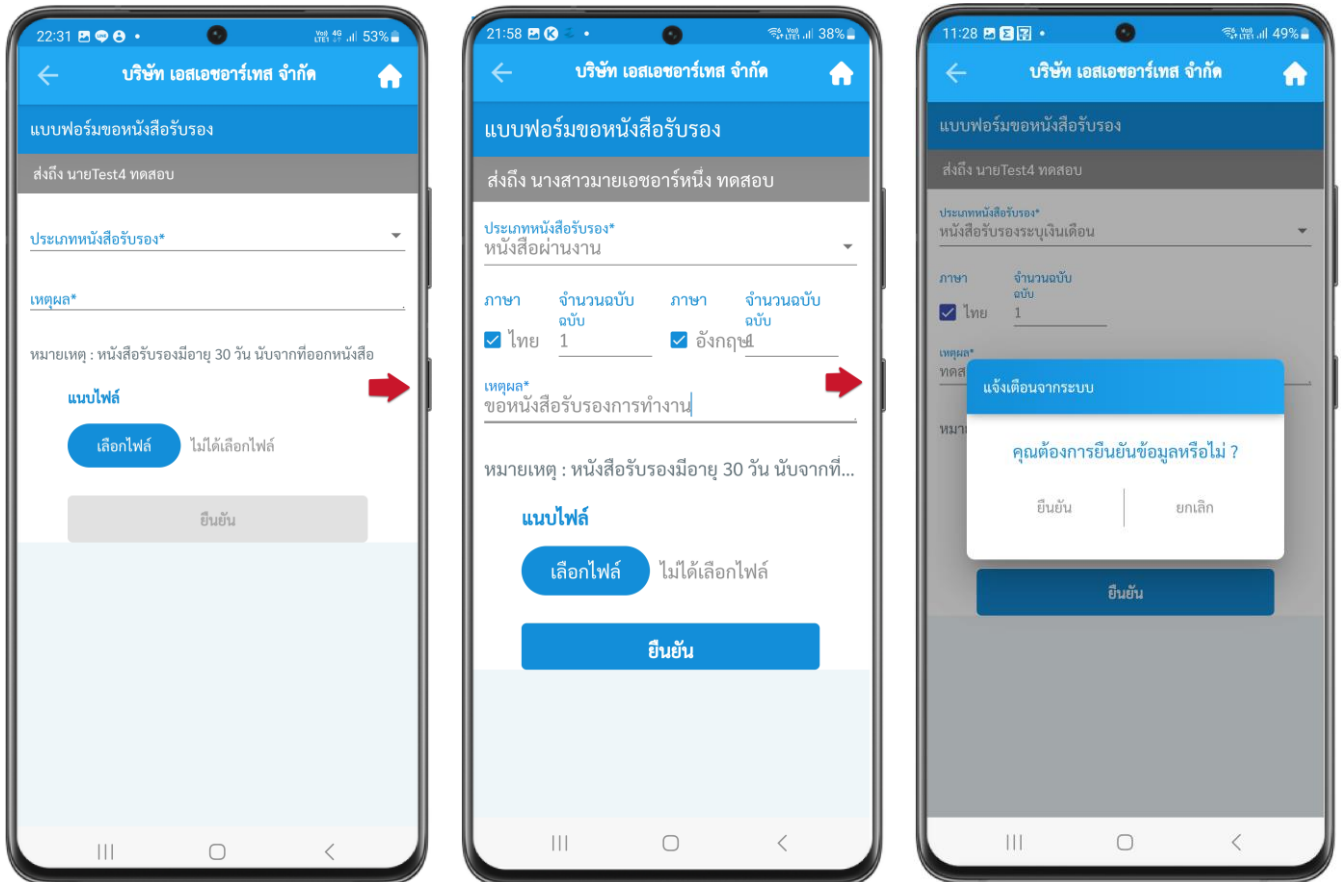 22:31
53%
บริษัท เอสเอชอาร์เทส จำกัด
แบบฟอร์มขอหนังสือรับรอง
ส่งถึง นายTest4 ทดสอบ
ประเภทหนังสือรับรอง*
เหตุผล*
หมายเหตุ : หนังสือรับรองมีอายุ 30 วัน นับจากที่ออกหนังสือ
แนบไฟล์
เลือกไฟล์ ไม่ได้เลือกไฟล์
ยืนยัน
21:58
38%
บริษัท เอสเอชอาร์เทส จำกัด
แบบฟอร์มขอหนังสือรับรอง
ส่งถึง นางสาวมายเอชอาร์หนึ่ง ทดสอบ
ประเภทหนังสือรับรอง*
หนังสือผ่านงาน
ภาษา จำนวนฉบับ ภาษา จำนวนฉบับ
ฉบับ ฉบับ
ไทย 1 อังกฤษ 1
เหตุผล*
ขอหนังสือรับรองการทำงาน
หมายเหตุ : หนังสือรับรองมีอายุ 30 วัน นับจากที่...
แนบไฟล์
เลือกไฟล์ ไม่ได้เลือกไฟล์
ยืนยัน
11:28
49%
บริษัท เอสเอชอาร์เทส จำกัด
แบบฟอร์มขอหนังสือรับรอง
ส่งถึง นายTest4 ทดสอบ
ประเภทหนังสือรับรอง*
หนังสือรับรองระบุเงินเดือน
ภาษา จำนวนฉบับ
ฉบับ
ไทย 1
เหตุผล*
แจ้งเตือนจากระบบ
คุณต้องการยืนยันข้อมูลหรือไม่ ?
ยืนยัน ยกเลิก
ยืนยัน